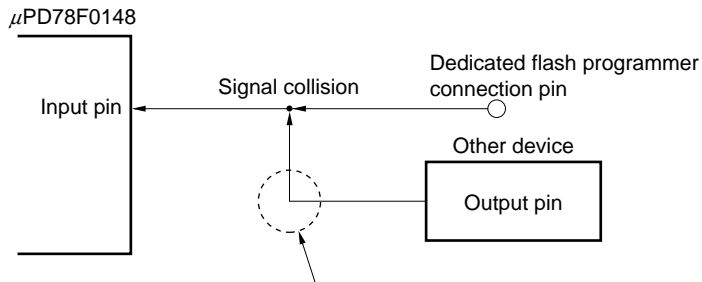 μPD78F0148
Input pin
Signal collision
Dedicated flash programmer
connection pin
Other device
Output pin